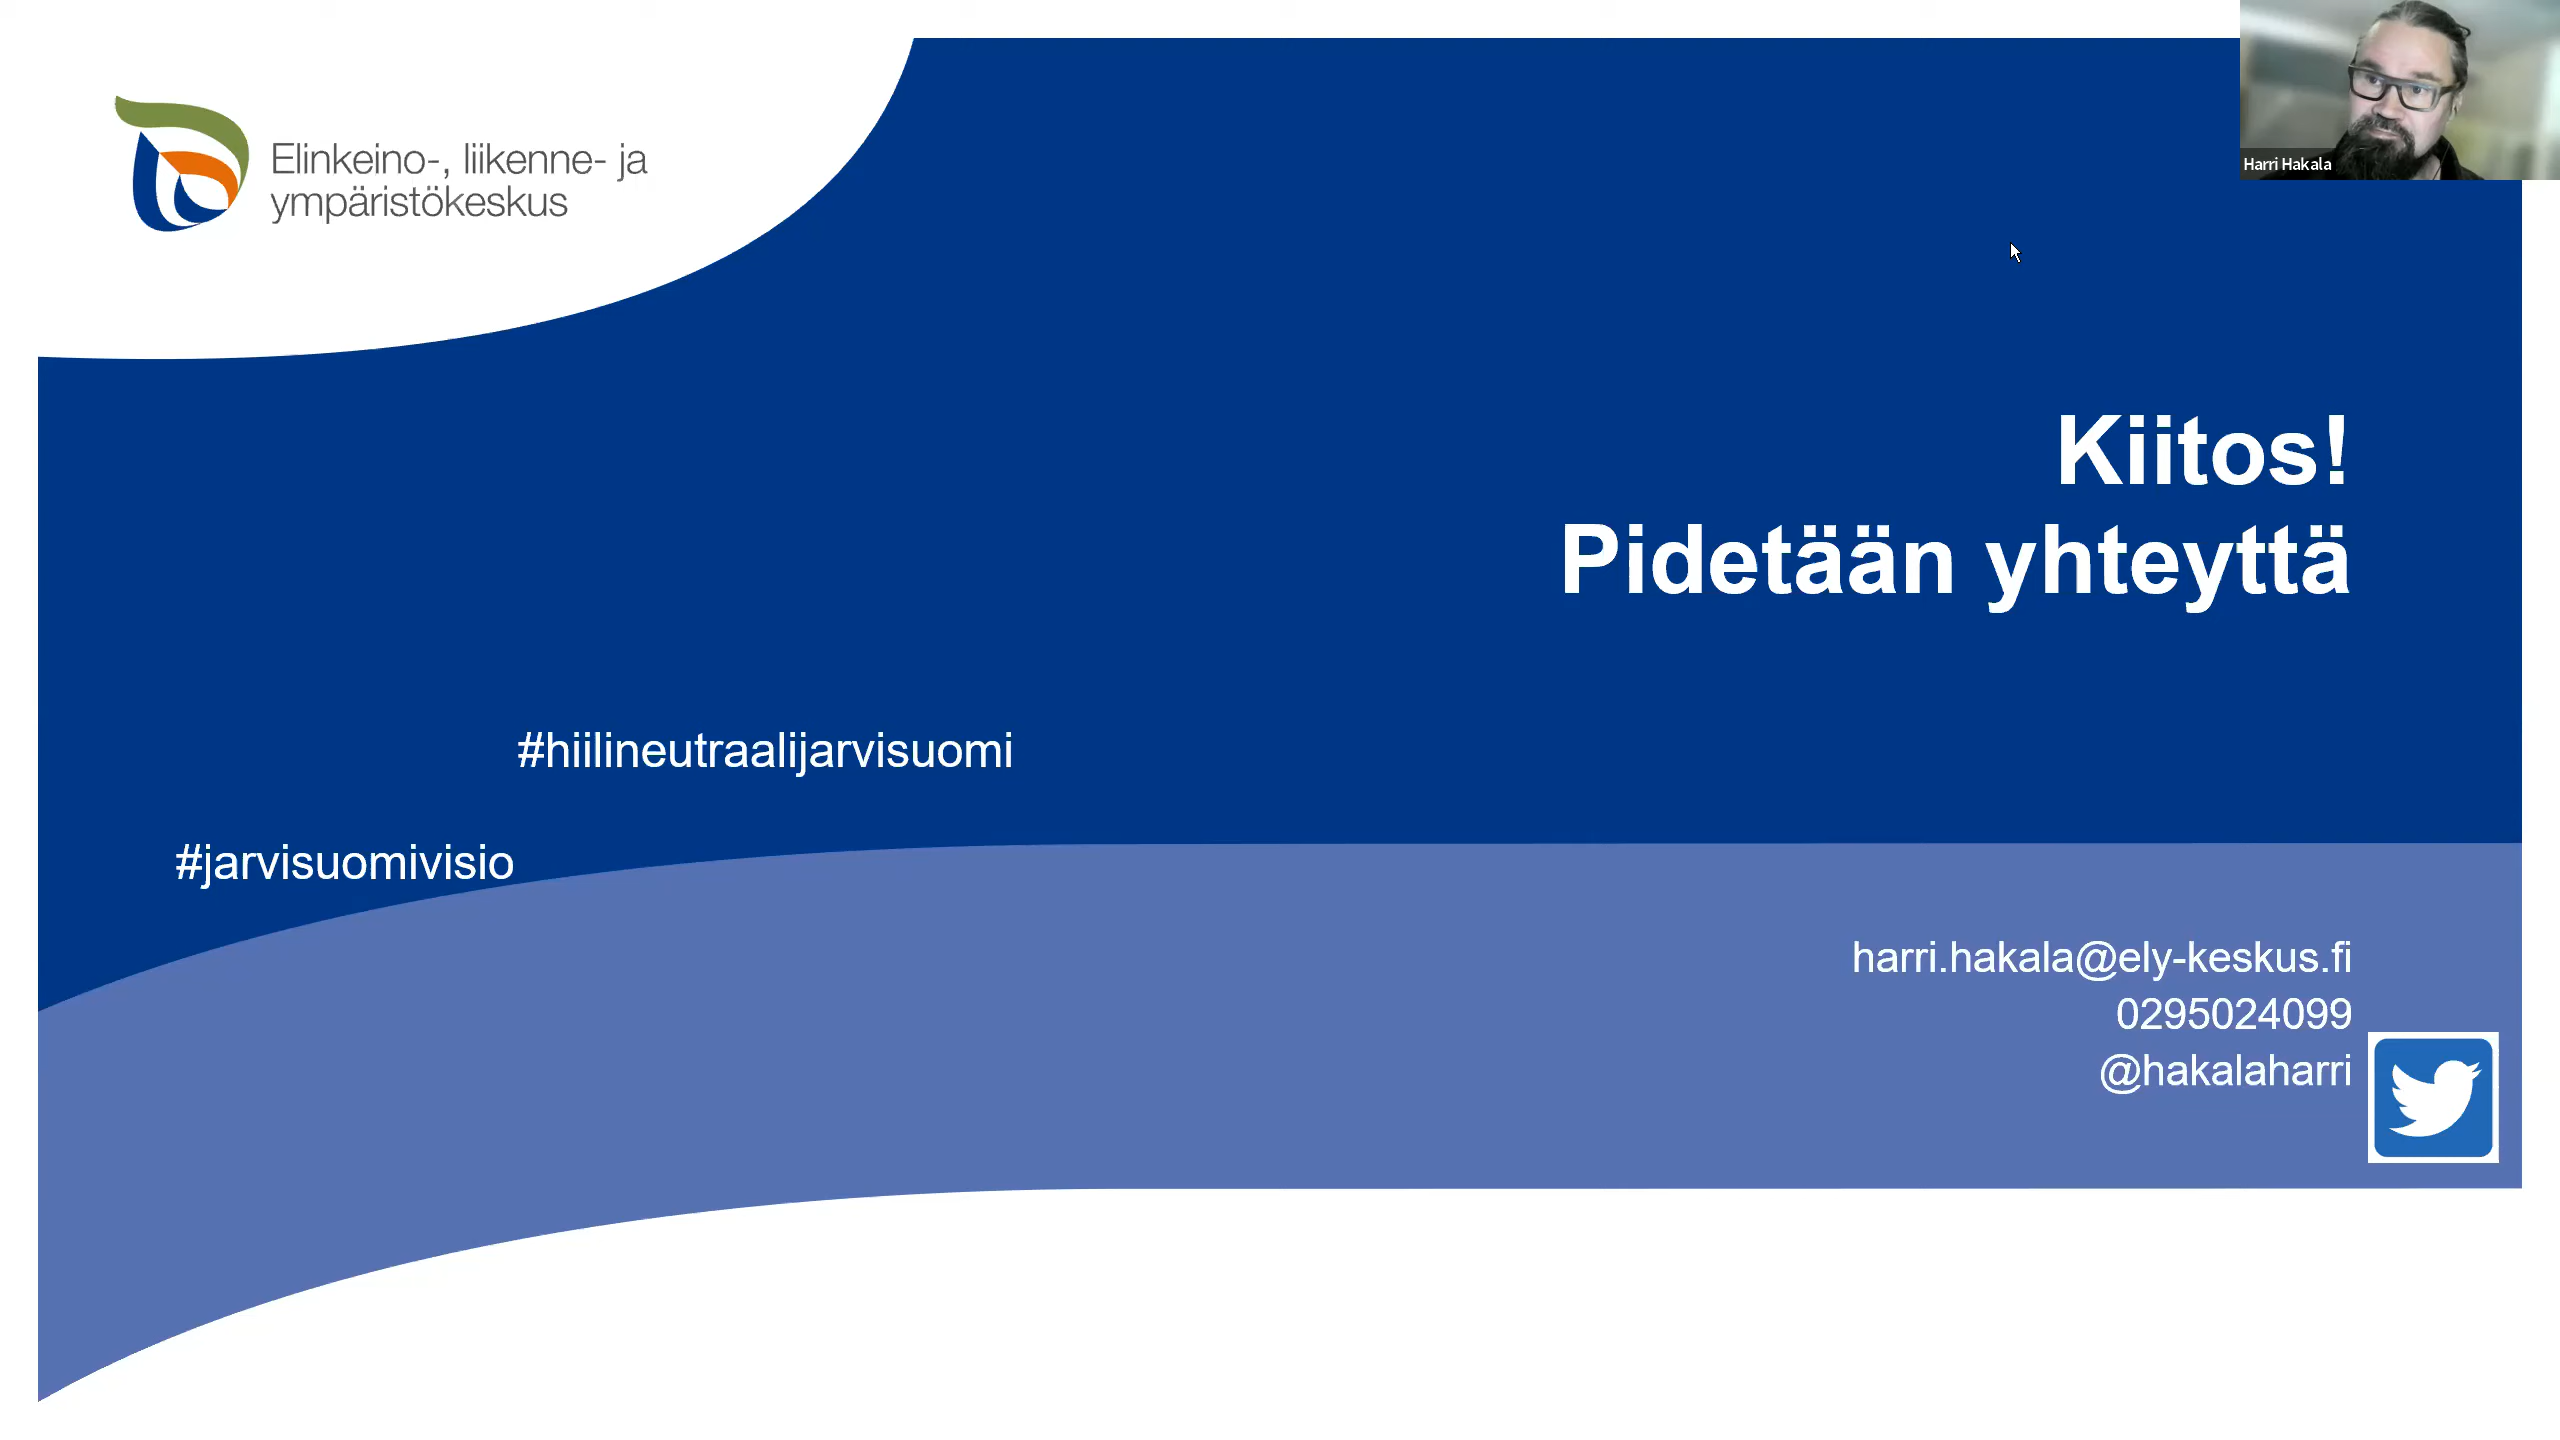 Elinkeino-, liikenne- ja
ympäristökeskus
Harri Hakala
Kiitos!
Pidetään yhteyttä
#hiilineutraalijarvisuomi
#jarvisuomivisio
harri.hakala@ely-keskus.fi
0295024099
@hakalaharri